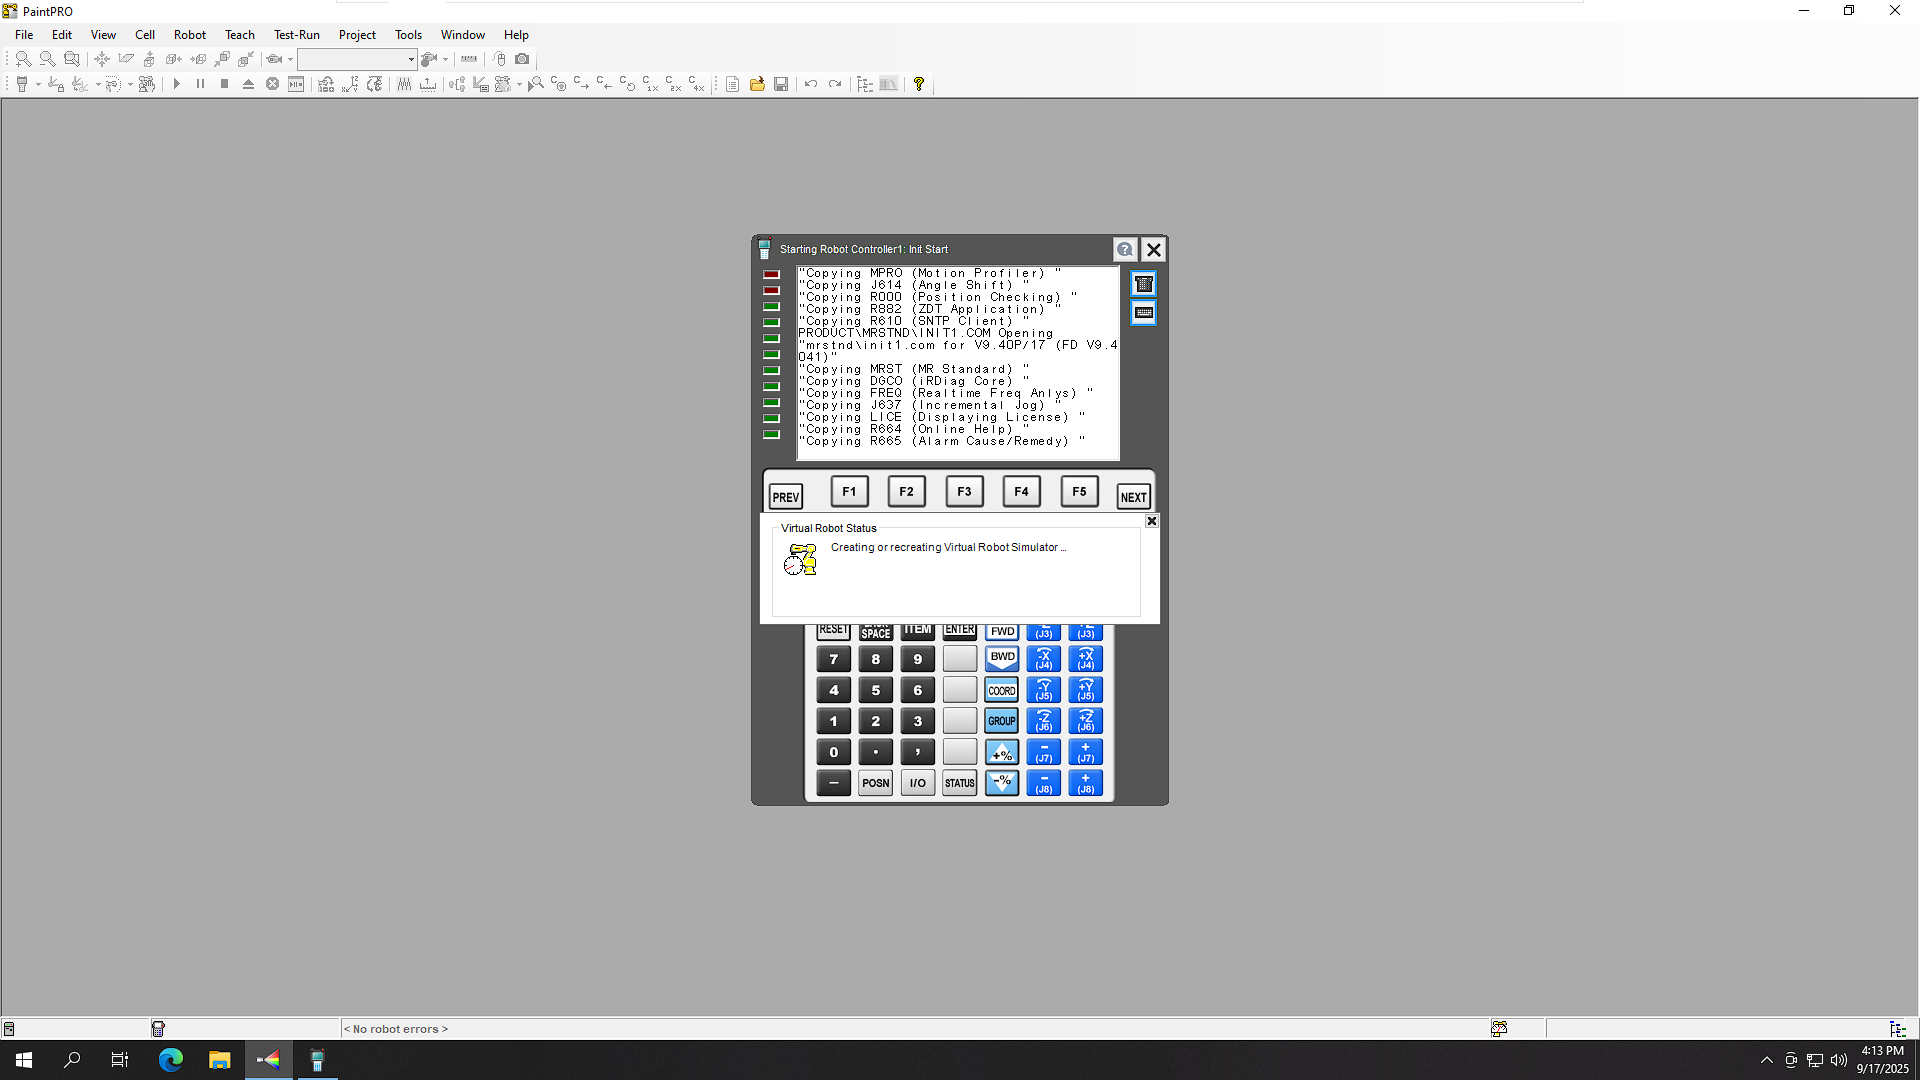 PaintPRO
File Edit View Cell Robot Teach Test-Run Project Tools Window Help
1x 2x 4x
Starting Robot Controller1: Init Start
"Copying MPRO (Motion Profiler) "
"Copying J614 (Angle Shift) "
"Copying R000 (Position Checking) "
"Copying R882 (ZDT Application) "
"Copying R610 (SNTP Client) "
PRODUCT\MRSTND\INIT1.COM Opening
"mrstnd\init1.com for V9.40P/17 (FD V9.4
041)"
"Copying MRST (MR Standard) "
"Copying DGCO (iRDiag Core) "
"Copying FREQ (Realtime Freq Anlys) "
"Copying J637 (Incremental Jog) "
"Copying LICE (Displaying License) "
"Copying R664 (Online Help) "
"Copying R665 (Alarm Cause/Remedy) "
PREV F1 F2 F3 F4 F5 NEXT
Virtual Robot Status
Creating or recreating Virtual Robot Simulator ...
RESET SPACE ITEM ENTER FWD (J3) (J3)
7 8 9 BWD -X (J4) +X (J4)
4 5 6 COORD -Y (J5) +Y (J5)
1 2 3 GROUP -Z (J6) +Z (J6)
0 . , +% - (J7) + (J7)
- POSN I/O STATUS -% - (J8) + (J8)
< No robot errors >
4:13 PM
9/17/2025